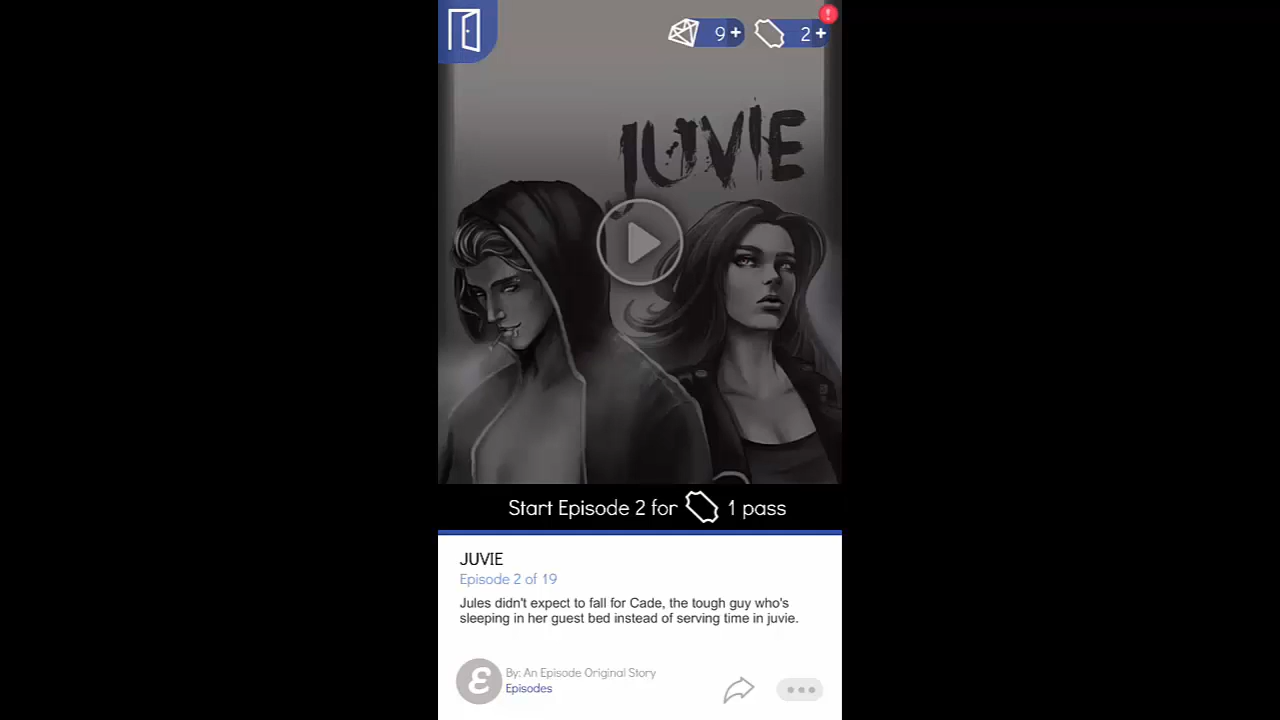 9 +
2 +
!
JUVIE
Start Episode 2 for 1 pass
JUVIE
Episode 2 of 19
Jules didn't expect to fall for Cade, the tough guy who's
sleeping in her guest bed instead of serving time in juvie.
By: An Episode Original Story
Episodes